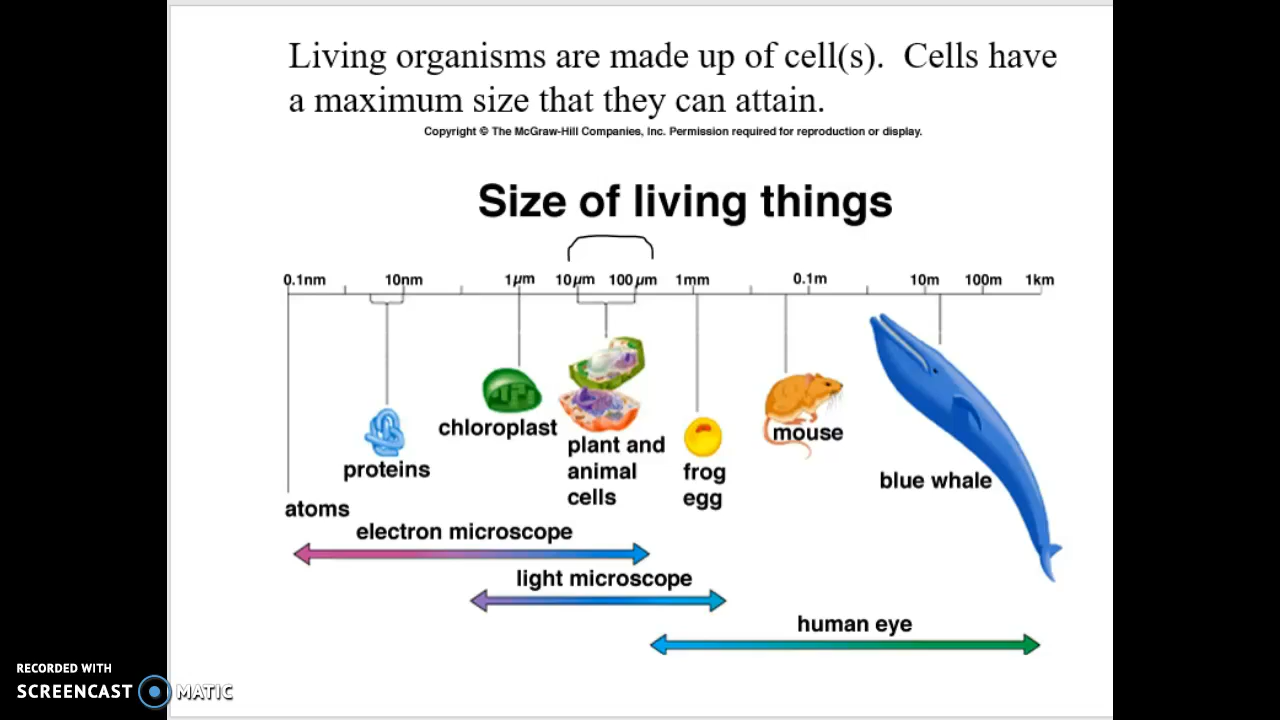 Living organisms are made up of cell(s). Cells have
a maximum size that they can attain.
Copyright © The McGraw-Hill Companies, Inc. Permission required for reproduction or display.
Size of living things
0.1nm 10nm 1µm 10µm 100µm 1mm 0.1m 10m 100m 1km
proteins
chloroplast
plant and
animal
cells
frog
egg
mouse
blue whale
atoms
electron microscope
light microscope
human eye
RECORDED WITH
SCREENCAST MATIC